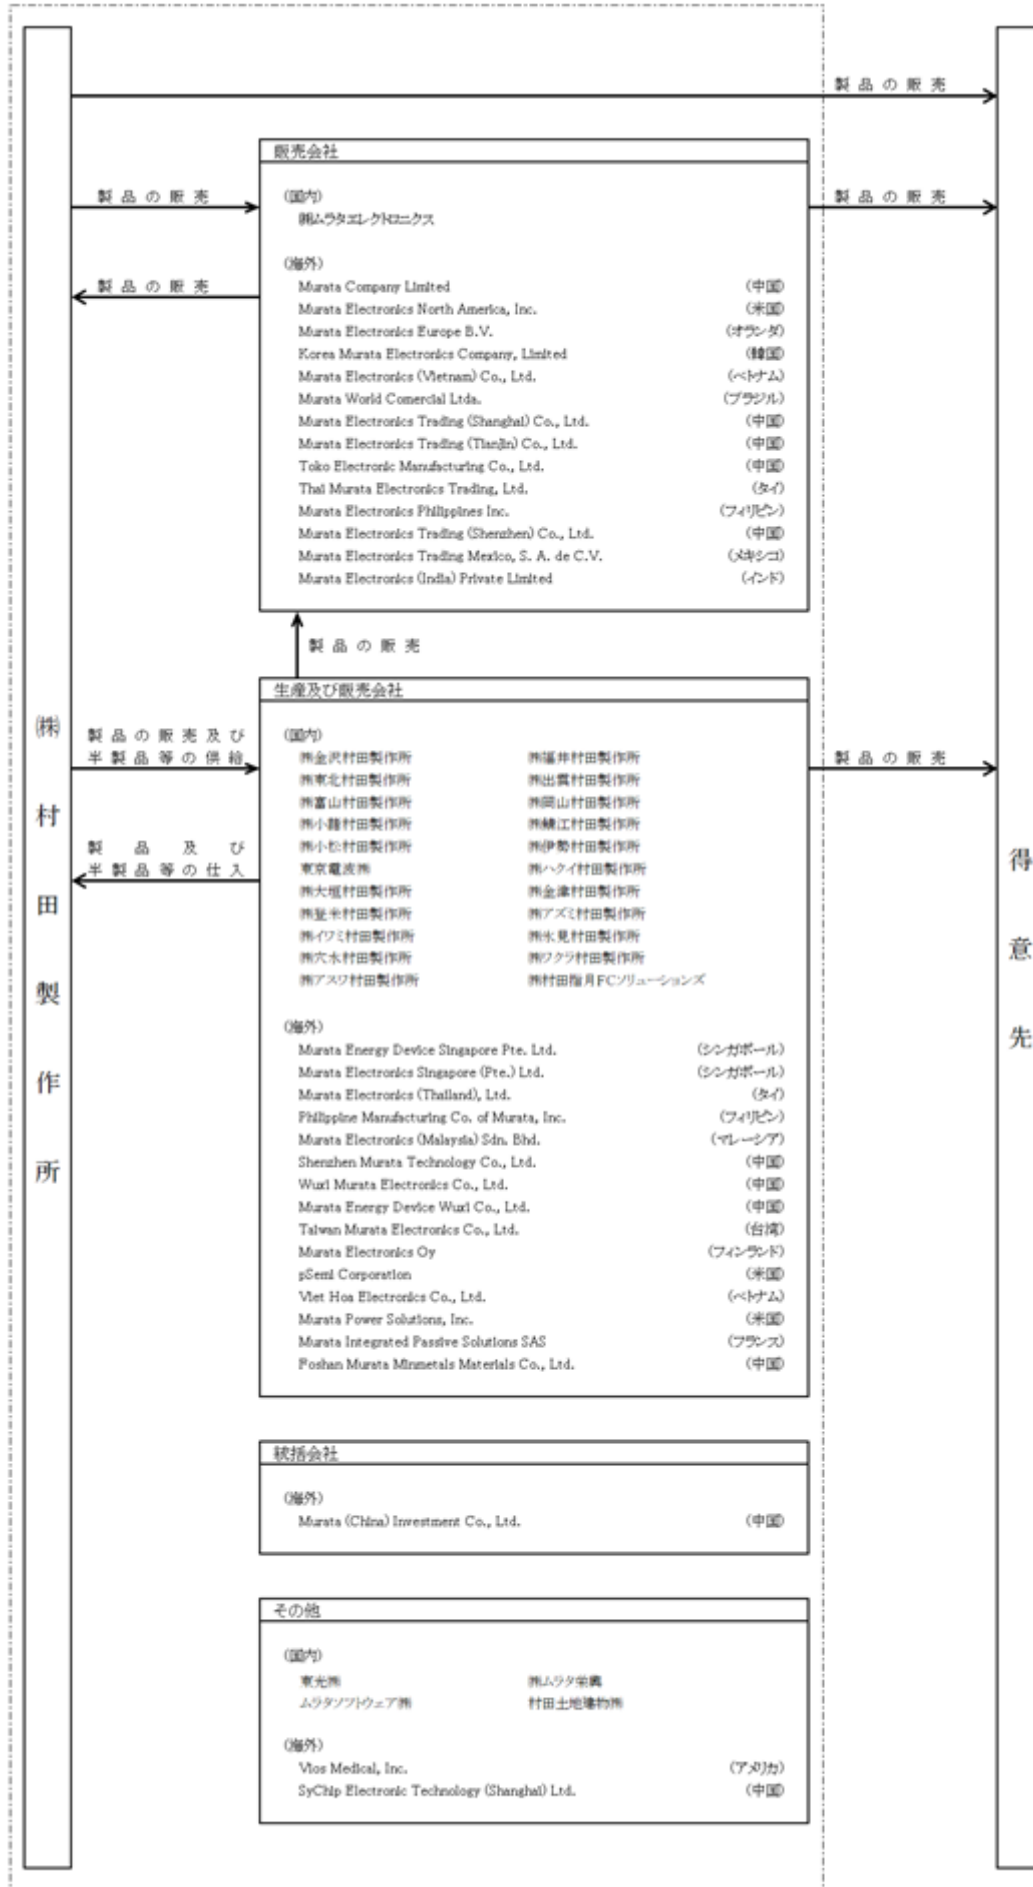 製品の販売
販売会社
製品の販売
(国内)
製品の販売
㈱ムラタエレクトロニクス
(海外)
製品の販売
Murata Company Limited (中国)
Murata Electronics North America, Inc. (米国)
Murata Electronics Europe B.V. (オランダ)
Korea Murata Electronics Company, Limited (韓国)
Murata Electronics (Vietnam) Co., Ltd. (ベトナム)
Murata World Comercial Ltda. (ブラジル)
Murata Electronics Trading (Shanghai) Co., Ltd. (中国)
Murata Electronics Trading (Tianjin) Co., Ltd. (中国)
Toko Electronic Manufacturing Co., Ltd. (中国)
Thai Murata Electronics Trading, Ltd. (タイ)
Murata Electronics Philippines Inc. (フィリピン)
Murata Electronics Trading (Shenzhen) Co., Ltd. (中国)
Murata Electronics Trading Mexico, S. A. de C.V. (メキシコ)
Murata Electronics (India) Private Limited (インド)
製品の販売
生産及び販売会社
㈱村田製作所
製品の販売及び
半製品等の供給
(国内)
製品の販売
㈱金沢村田製作所 ㈱福井村田製作所
㈱東北村田製作所 ㈱出雲村田製作所
㈱富山村田製作所 ㈱岡山村田製作所
㈱小諸村田製作所 ㈱鯖江村田製作所
㈱小松村田製作所 ㈱伊勢村田製作所
製品及び
半製品等の仕入
東京電波㈱ ㈱ハクイ村田製作所
㈱大垣村田製作所 ㈱金津村田製作所
㈱登米村田製作所 ㈱アズミ村田製作所
㈱イワミ村田製作所 ㈱氷見村田製作所
㈱穴水村田製作所 ㈱ワクラ村田製作所
㈱アスワ村田製作所 ㈱村田指月FCソリューションズ
得意先
(海外)
Murata Energy Device Singapore Pte. Ltd. (シンガポール)
Murata Electronics Singapore (Pte.) Ltd. (シンガポール)
Murata Electronics (Thailand), Ltd. (タイ)
Philippine Manufacturing Co. of Murata, Inc. (フィリピン)
Murata Electronics (Malaysia) Sdn. Bhd. (マレーシア)
Shenzhen Murata Technology Co., Ltd. (中国)
Wuxi Murata Electronics Co., Ltd. (中国)
Murata Energy Device Wuxi Co., Ltd. (中国)
Taiwan Murata Electronics Co., Ltd. (台湾)
Murata Electronics Oy (フィンランド)
pSemi Corporation (米国)
Viet Hoa Electronics Co., Ltd. (ベトナム)
Murata Power Solutions, Inc. (米国)
Murata Integrated Passive Solutions SAS (フランス)
Foshan Murata Minmetals Materials Co., Ltd. (中国)
統括会社
(海外)
Murata (China) Investment Co., Ltd. (中国)
その他
(国内)
東光㈱ ㈱ムラタ栄興
ムラタソフトウェア㈱ 村田土地建物㈱
(海外)
Vios Medical, Inc. (アメリカ)
SyChip Electronic Technology (Shanghai) Ltd. (中国)